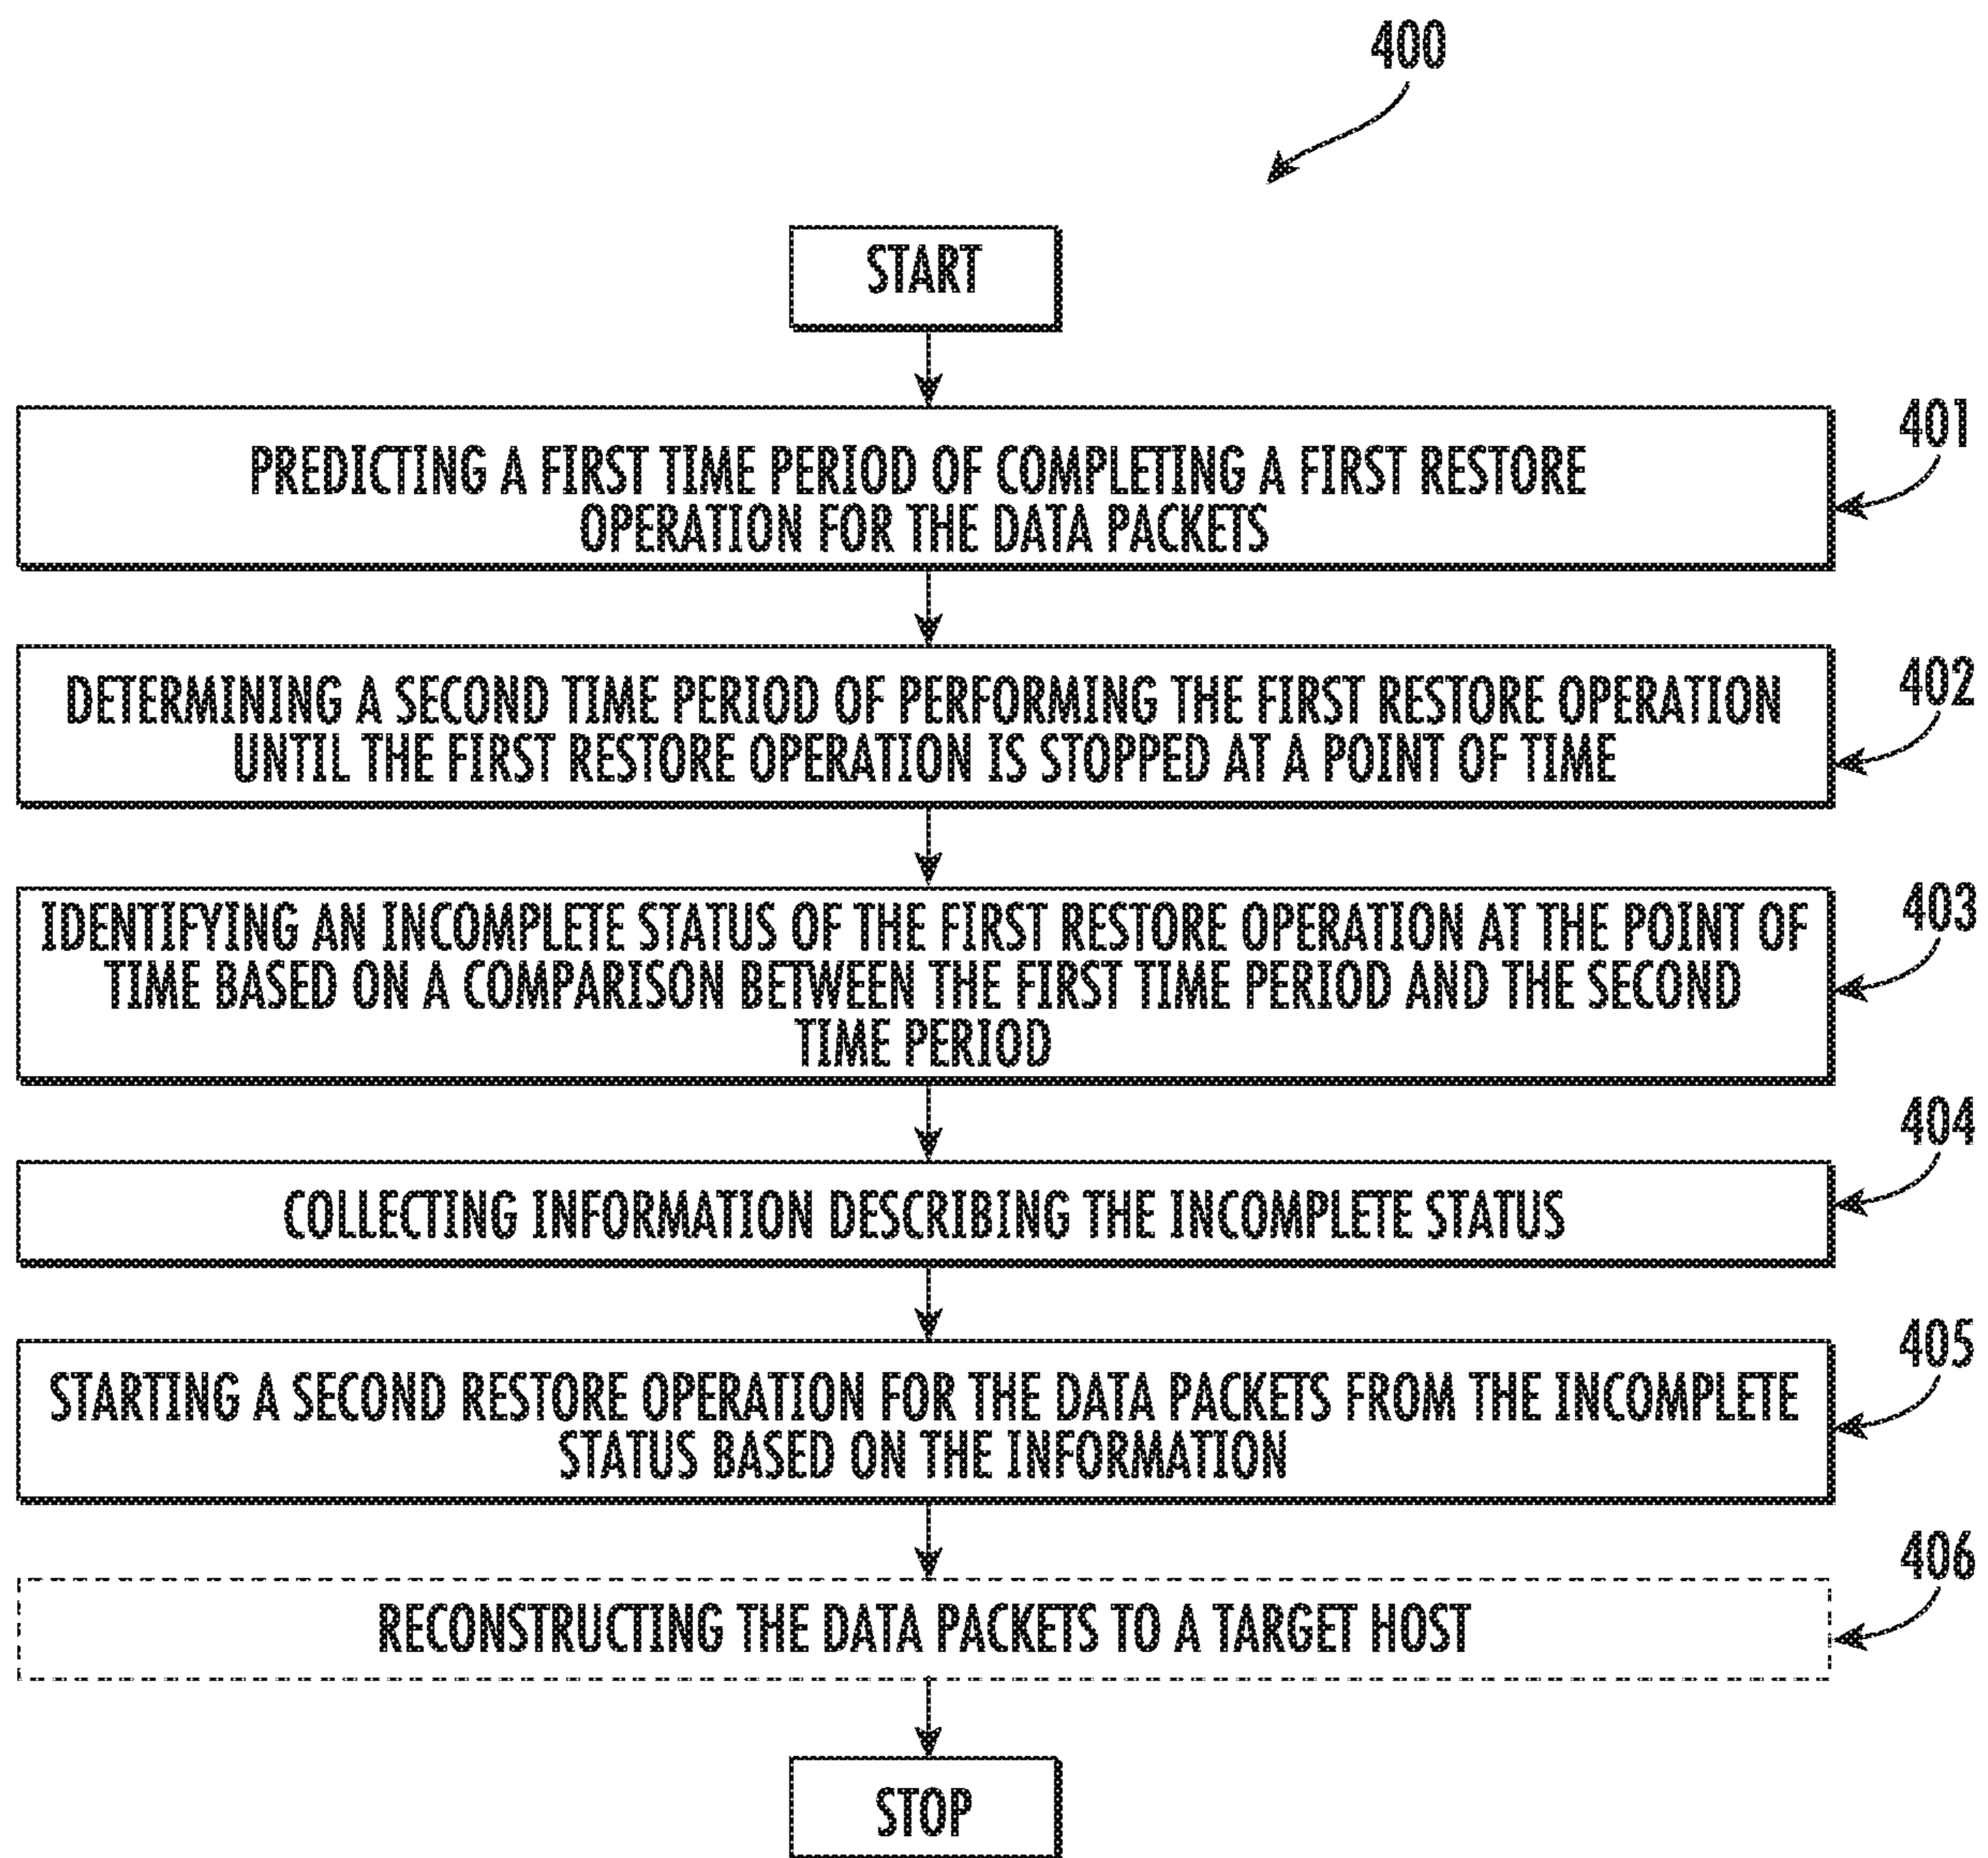 400
START
401
PREDICTING A FIRST TIME PERIOD OF COMPLETING A FIRST RESTORE
OPERATION FOR THE DATA PACKETS
402
DETERMINING A SECOND TIME PERIOD OF PERFORMING THE FIRST RESTORE OPERATION
UNTIL THE FIRST RESTORE OPERATION IS STOPPED AT A POINT OF TIME
403
IDENTIFYING AN INCOMPLETE STATUS OF THE FIRST RESTORE OPERATION AT THE POINT OF
TIME BASED ON A COMPARISON BETWEEN THE FIRST TIME PERIOD AND THE SECOND
TIME PERIOD
404
COLLECTING INFORMATION DESCRIBING THE INCOMPLETE STATUS
405
STARTING A SECOND RESTORE OPERATION FOR THE DATA PACKETS FROM THE INCOMPLETE
STATUS BASED ON THE INFORMATION
406
RECONSTRUCTING THE DATA PACKETS TO A TARGET HOST
STOP